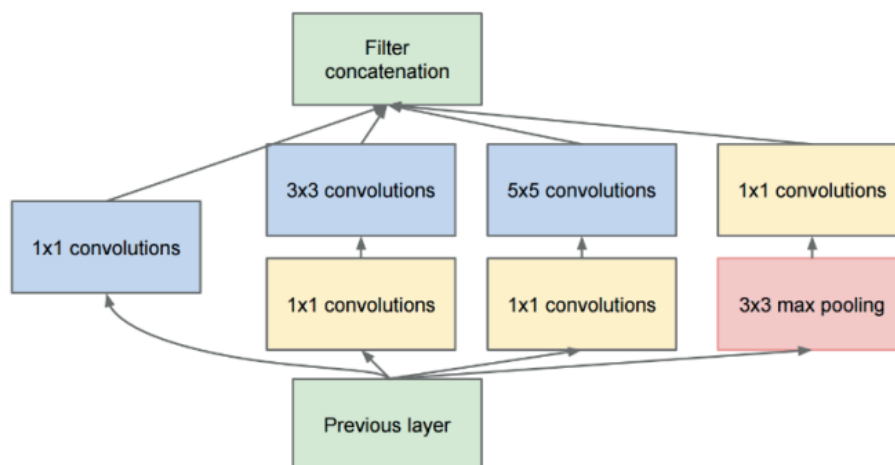 Filter
concatenation
3x3 convolutions
5x5 convolutions
1x1 convolutions
1x1 convolutions
1x1 convolutions
1x1 convolutions
3x3 max pooling
Previous layer